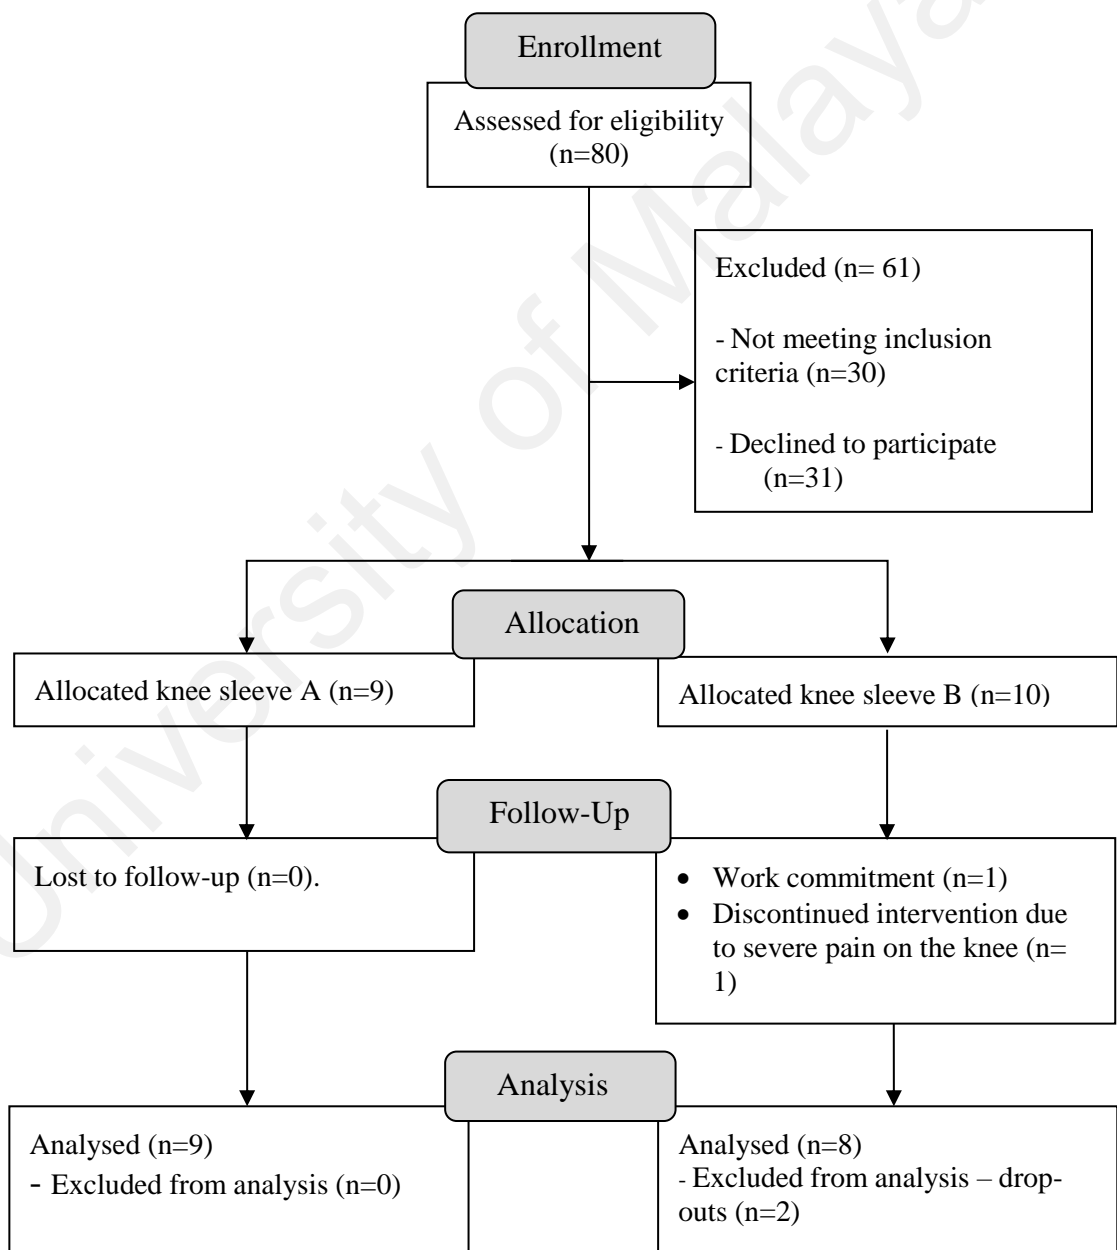 Enrollment
Assessed for eligibility
(n=80)
Excluded (n= 61)
- Not meeting inclusion
criteria (n=30)
- Declined to participate
(n=31)
Allocation
Allocated knee sleeve A (n=9)
Allocated knee sleeve B (n=10)
Follow-Up
Lost to follow-up (n=0).
• Work commitment (n=1)
• Discontinued intervention due
to severe pain on the knee (n=
1)
Analysis
Analysed (n=9)
- Excluded from analysis (n=0)
Analysed (n=8)
- Excluded from analysis – drop-
outs (n=2)
University of Malaya